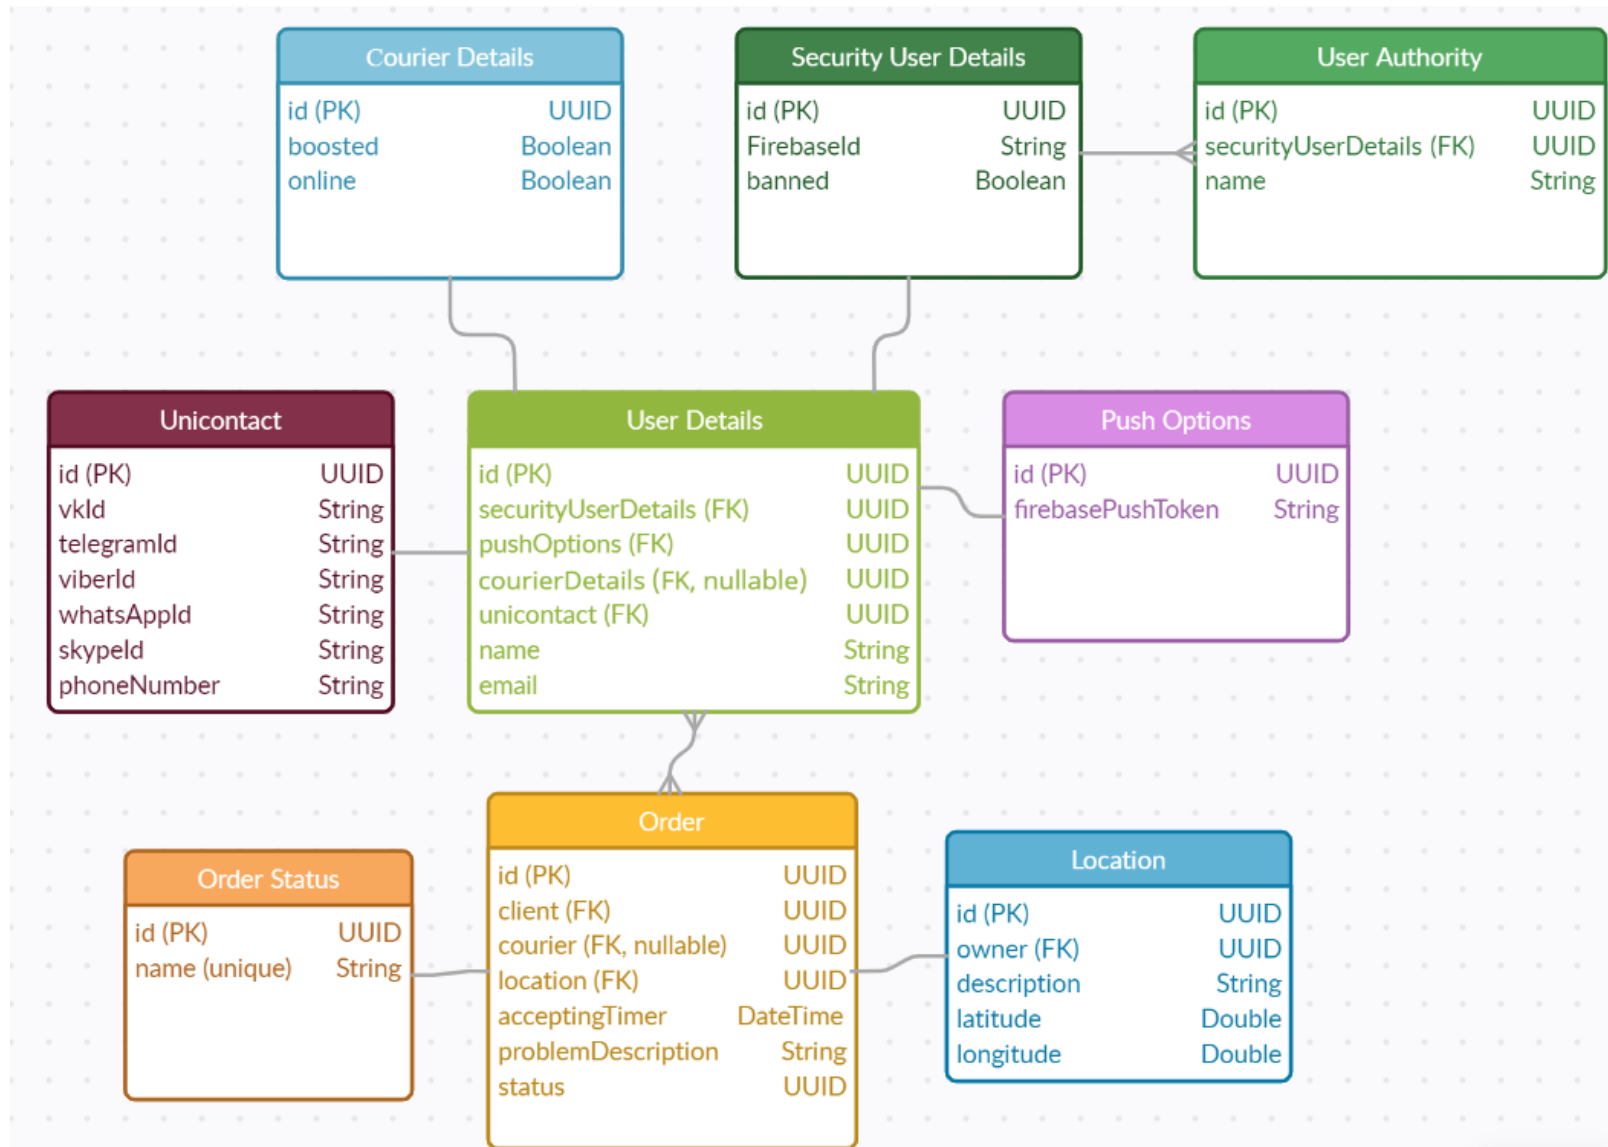 Courier Details
id (PK) UUID
boosted Boolean
online Boolean
Security User Details
id (PK) UUID
FirebaseId String
banned Boolean
User Authority
id (PK) UUID
securityUserDetails (FK) UUID
name String
Unicontact
id (PK) UUID
vkId String
telegramId String
viberId String
whatsAppId String
skypeId String
phoneNumber String
User Details
id (PK) UUID
securityUserDetails (FK) UUID
pushOptions (FK) UUID
courierDetails (FK, nullable) UUID
unicontact (FK) UUID
name String
email String
Push Options
id (PK) UUID
firebasePushToken String
Order Status
id (PK) UUID
name (unique) String
Order
id (PK) UUID
client (FK) UUID
courier (FK, nullable) UUID
location (FK) UUID
acceptingTimer DateTime
problemDescription String
status UUID
Location
id (PK) UUID
owner (FK) UUID
description String
latitude Double
longitude Double